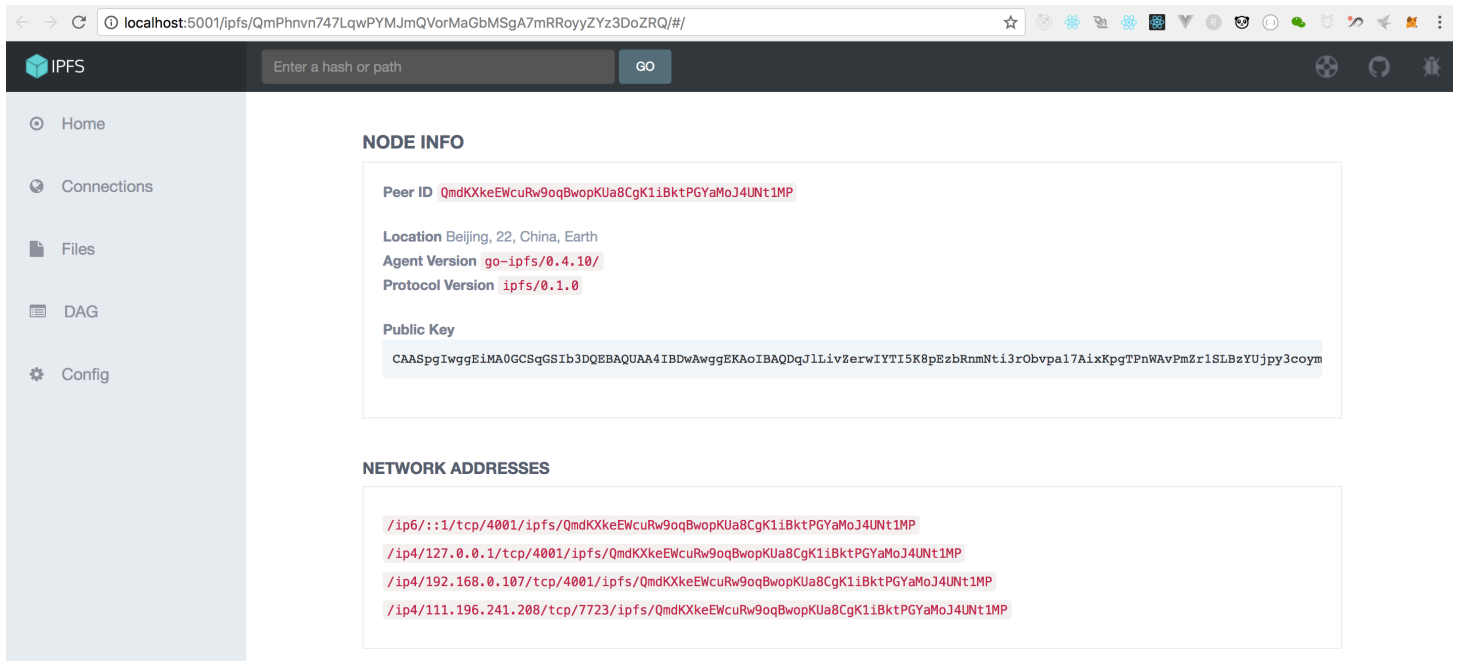 localhost:5001/ipfs/QmPhnvn747LqwPYMJmQVorMaGbMSgA7mRRoyyZYz3DoZRQ/#/
IPFS
Enter a hash or path
GO
Home
Connections
Files
DAG
Config
NODE INFO
Peer ID QmdKXkeEWcuRw9oqBwopKUa8CgK1iBktPGYaMoJ4UNt1MP
Location Beijing, 22, China, Earth
Agent Version go-ipfs/0.4.10/
Protocol Version ipfs/0.1.0
Public Key
CAASpgIwggEiMA0GCSqGSIb3DQEBAQUAA4IBDwAwggEKAoIBAQDqJlLivZerwIYTI5K8pEzbRnmNti3rObvpa17AixKpgTPnWAvPmZr1SLBzYUjpy3coym
NETWORK ADDRESSES
/ip6/::1/tcp/4001/ipfs/QmdKXkeEWcuRw9oqBwopKUa8CgK1iBktPGYaMoJ4UNt1MP
/ip4/127.0.0.1/tcp/4001/ipfs/QmdKXkeEWcuRw9oqBwopKUa8CgK1iBktPGYaMoJ4UNt1MP
/ip4/192.168.0.107/tcp/4001/ipfs/QmdKXkeEWcuRw9oqBwopKUa8CgK1iBktPGYaMoJ4UNt1MP
/ip4/111.196.241.208/tcp/7723/ipfs/QmdKXkeEWcuRw9oqBwopKUa8CgK1iBktPGYaMoJ4UNt1MP